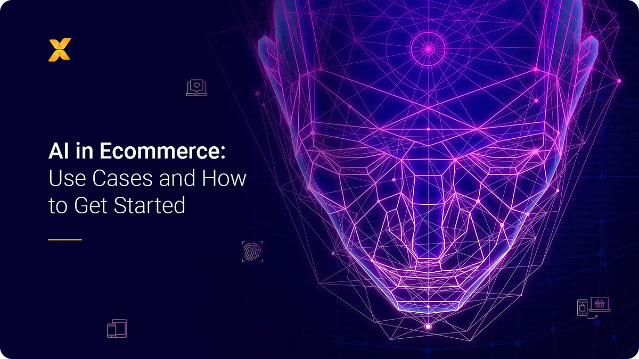 AI in Ecommerce:
Use Cases and How
to Get Started